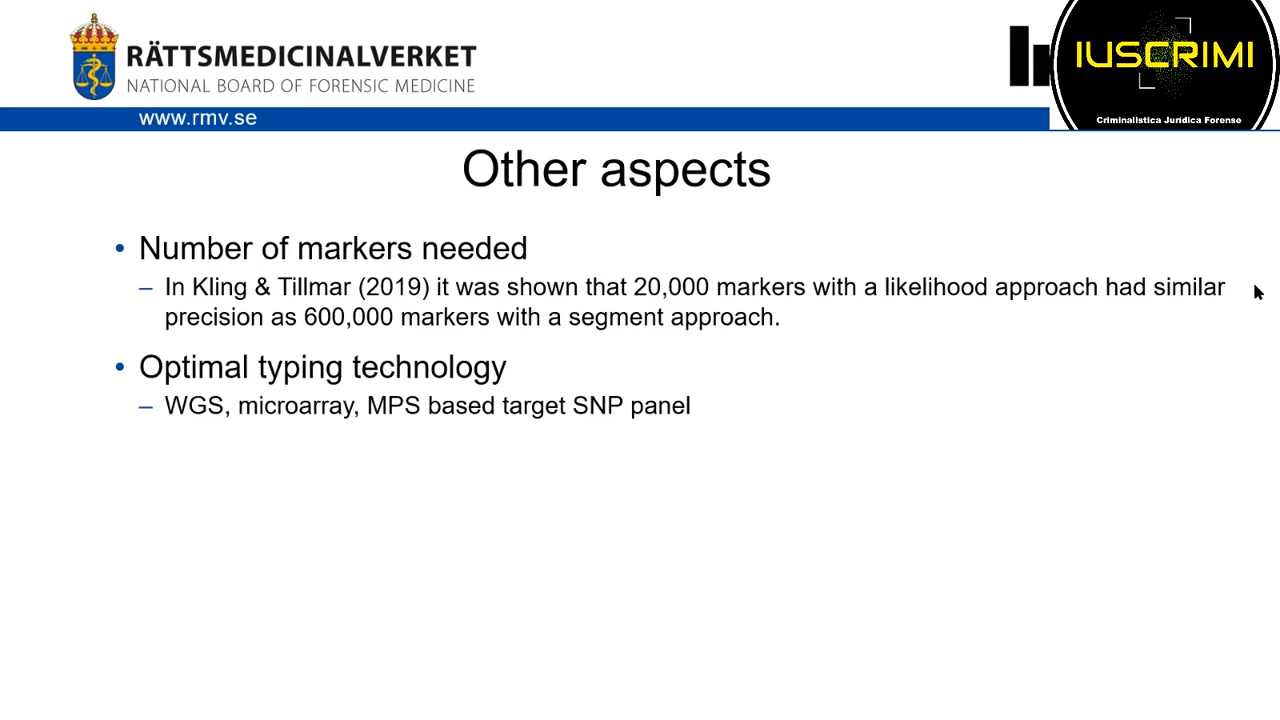 RÄTTSMEDICINALVERKET
NATIONAL BOARD OF FORENSIC MEDICINE
IUSCRIMI
Criminalistica Jurídica Forense
www.rmv.se
Other aspects
• Number of markers needed
– In Kling & Tillmar (2019) it was shown that 20,000 markers with a likelihood approach had similar
precision as 600,000 markers with a segment approach.
• Optimal typing technology
– WGS, microarray, MPS based target SNP panel